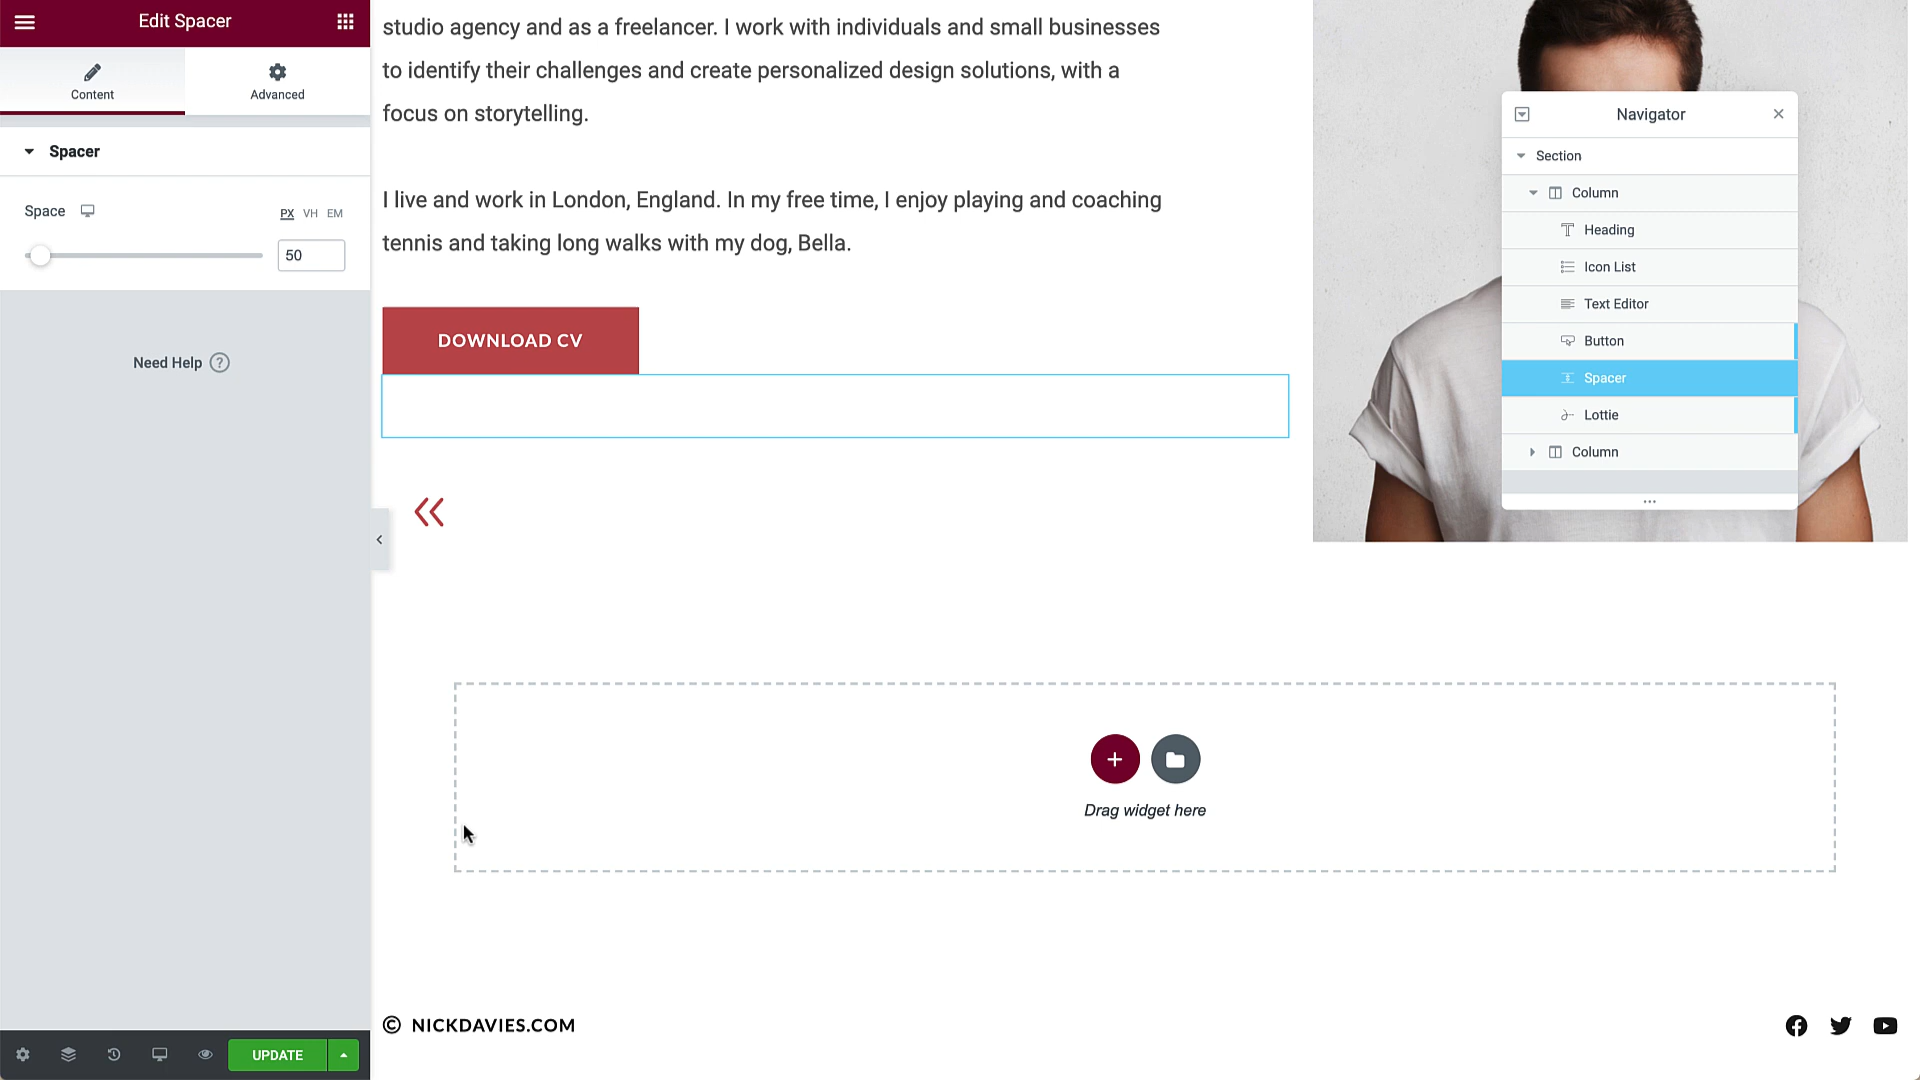 Edit Spacer
Content
Advanced
Spacer
Space
PX VH EM
50
Need Help ?
UPDATE
studio agency and as a freelancer. I work with individuals and small businesses
to identify their challenges and create personalized design solutions, with a
focus on storytelling.
I live and work in London, England. In my free time, I enjoy playing and coaching
tennis and taking long walks with my dog, Bella.
DOWNLOAD CV
Drag widget here
© NICKDAVIES.COM
Navigator
Section
Column
Heading
Icon List
Text Editor
Button
Spacer
Lottie
Column